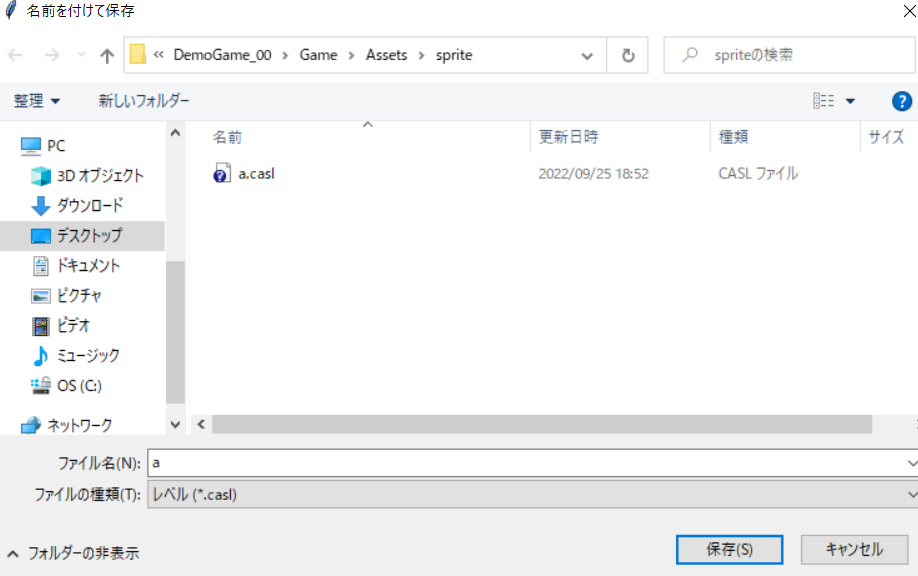 名前を付けて保存
« DemoGame_00 › Game › Assets › sprite
spriteの検索
整理 新しいフォルダー
名前 更新日時 種類 サイズ
a.casl 2022/09/25 18:52 CASL ファイル
PC
3D オブジェクト
ダウンロード
デスクトップ
ドキュメント
ピクチャ
ビデオ
ミュージック
OS (C:)
ネットワーク
ファイル名(N): a
ファイルの種類(T): レベル (*.casl)
フォルダーの非表示 保存(S) キャンセル